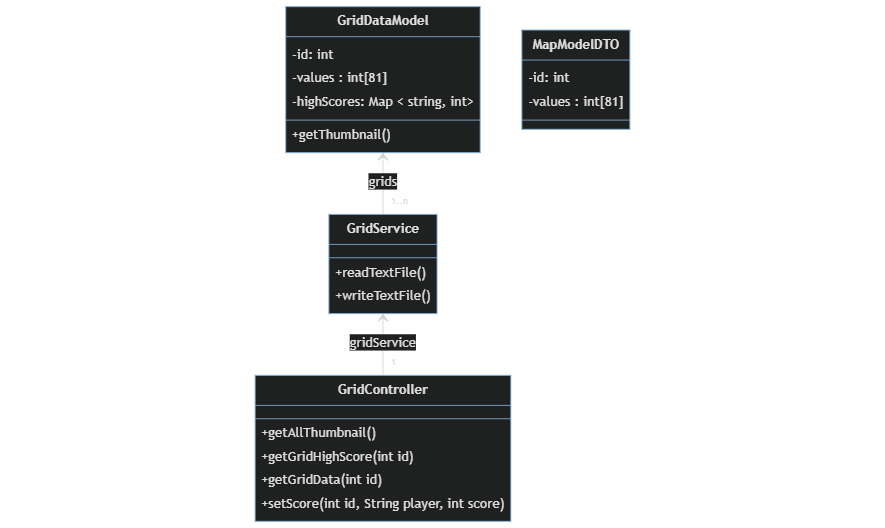 GridDataModel
-id: int
-values : int[81]
-highScores: Map < string, int>
+getThumbnail()
MapModelDTO
-id: int
-values : int[81]
grids
1..n
GridService
+readTextFile()
+writeTextFile()
gridService
1
GridController
+getAllThumbnail()
+getGridHighScore(int id)
+getGridData(int id)
+setScore(int id, String player, int score)